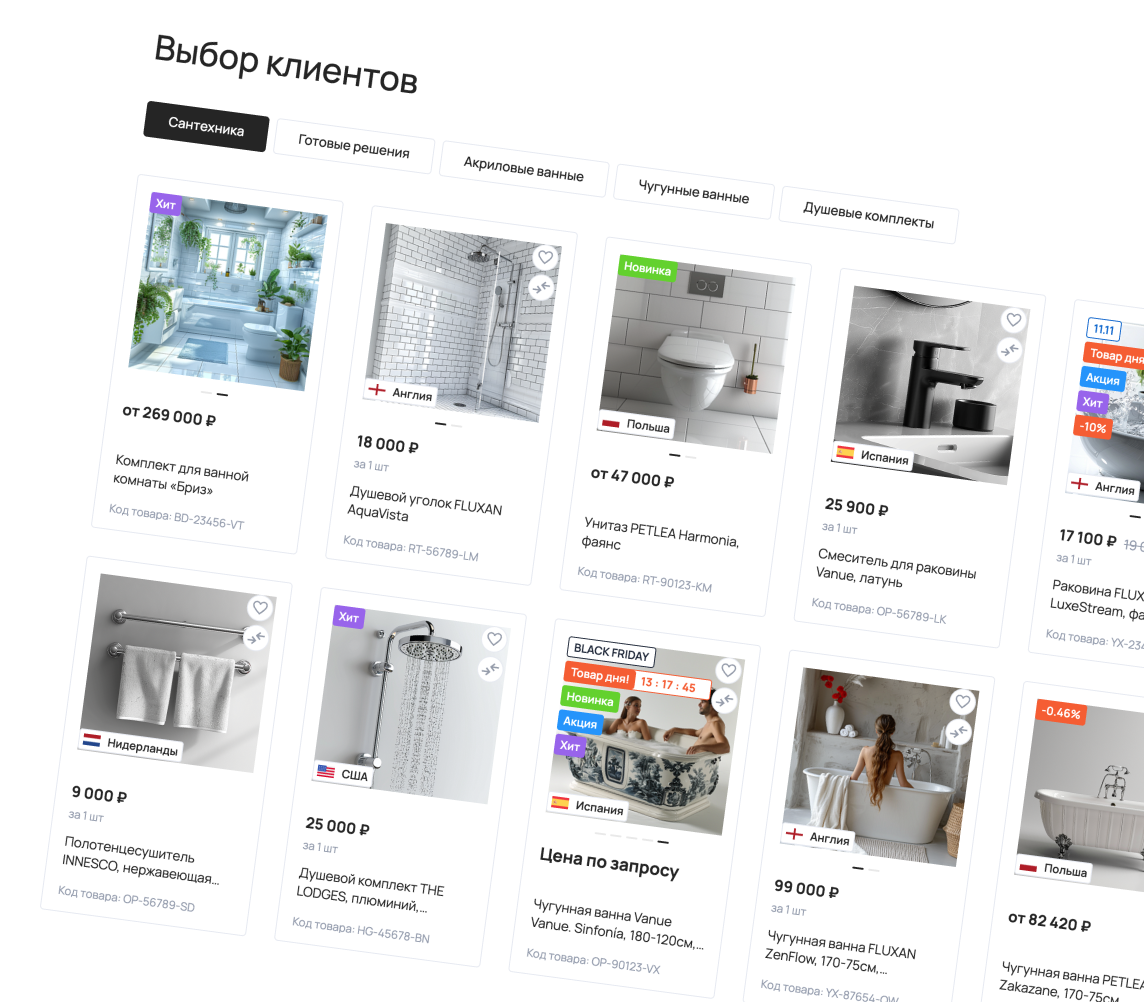 Выбор клиентов
Сантехника
Готовые решения
Акриловые ванные
Чугунные ванные
Душевые комплекты
Хит
от 269 000 ₽
Комплект для ванной
комнаты «Бриз»
Код товара: BD-23456-VT
Англия
18 000 ₽
за 1 шт
Душевой уголок FLUXAN
AquaVista
Код товара: RT-56789-LM
Новинка
Польша
от 47 000 ₽
Унитаз PETLEA Harmonia,
фаянс
Код товара: RT-90123-KM
Испания
25 900 ₽
за 1 шт
Смеситель для раковины
Vanue, латунь
Код товара: OP-56789-LK
11.11
Товар дня
Акция
Хит
-10%
Англия
17 100 ₽
за 1 шт
Раковина FLUX
LuxeStream, фа
Код товара: YX-234
Нидерланды
9 000 ₽
за 1 шт
Полотенцесушитель
INNESCO, нержавеющая...
Код товара: OP-56789-SD
Хит
США
25 000 ₽
за 1 шт
Душевой комплект THE
LODGES, плюминий,...
Код товара: HG-45678-BN
BLACK FRIDAY
Товар дня! 13 : 17 : 45
Новинка
Акция
Хит
Испания
Цена по запросу
Чугунная ванна Vanue
Vanue. Sinfonía, 180-120см,...
Код товара: OP-90123-VX
Англия
99 000 ₽
за 1 шт
Чугунная ванна FLUXAN
ZenFlow, 170-75см,...
Код товара: YX-87654-QW
-0.46%
Польша
от 82 420 ₽
Чугунная ванна PETLE
Zakazane, 170-75см